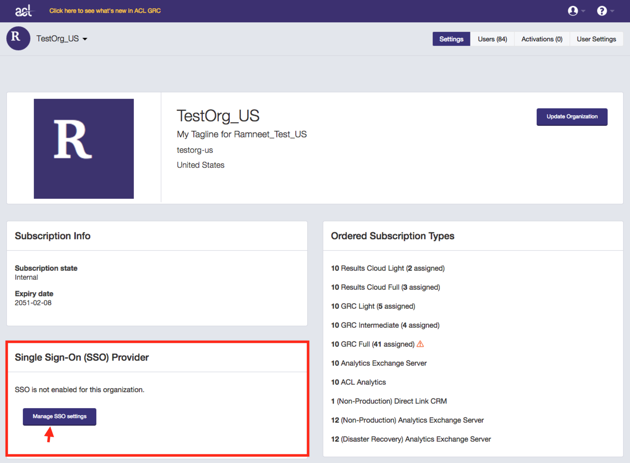 acl
Click here to see what's new in ACL GRC
?
R
TestOrg_US
Settings
Users (84)
Activations (0)
User Settings
R
TestOrg_US
My Tagline for Ramneet_Test_US
testorg-us
United States
Update Organization
Subscription Info
Subscription state
Internal
Expiry date
2051-02-08
Single Sign-On (SSO) Provider
SSO is not enabled for this organization.
Manage SSO settings
Ordered Subscription Types
10 Results Cloud Light (2 assigned)
10 Results Cloud Full (3 assigned)
10 GRC Light (5 assigned)
10 GRC Intermediate (4 assigned)
10 GRC Full (41 assigned)
10 Analytics Exchange Server
10 ACL Analytics
1 (Non-Production) Direct Link CRM
12 (Non-Production) Analytics Exchange Server
12 (Disaster Recovery) Analytics Exchange Server